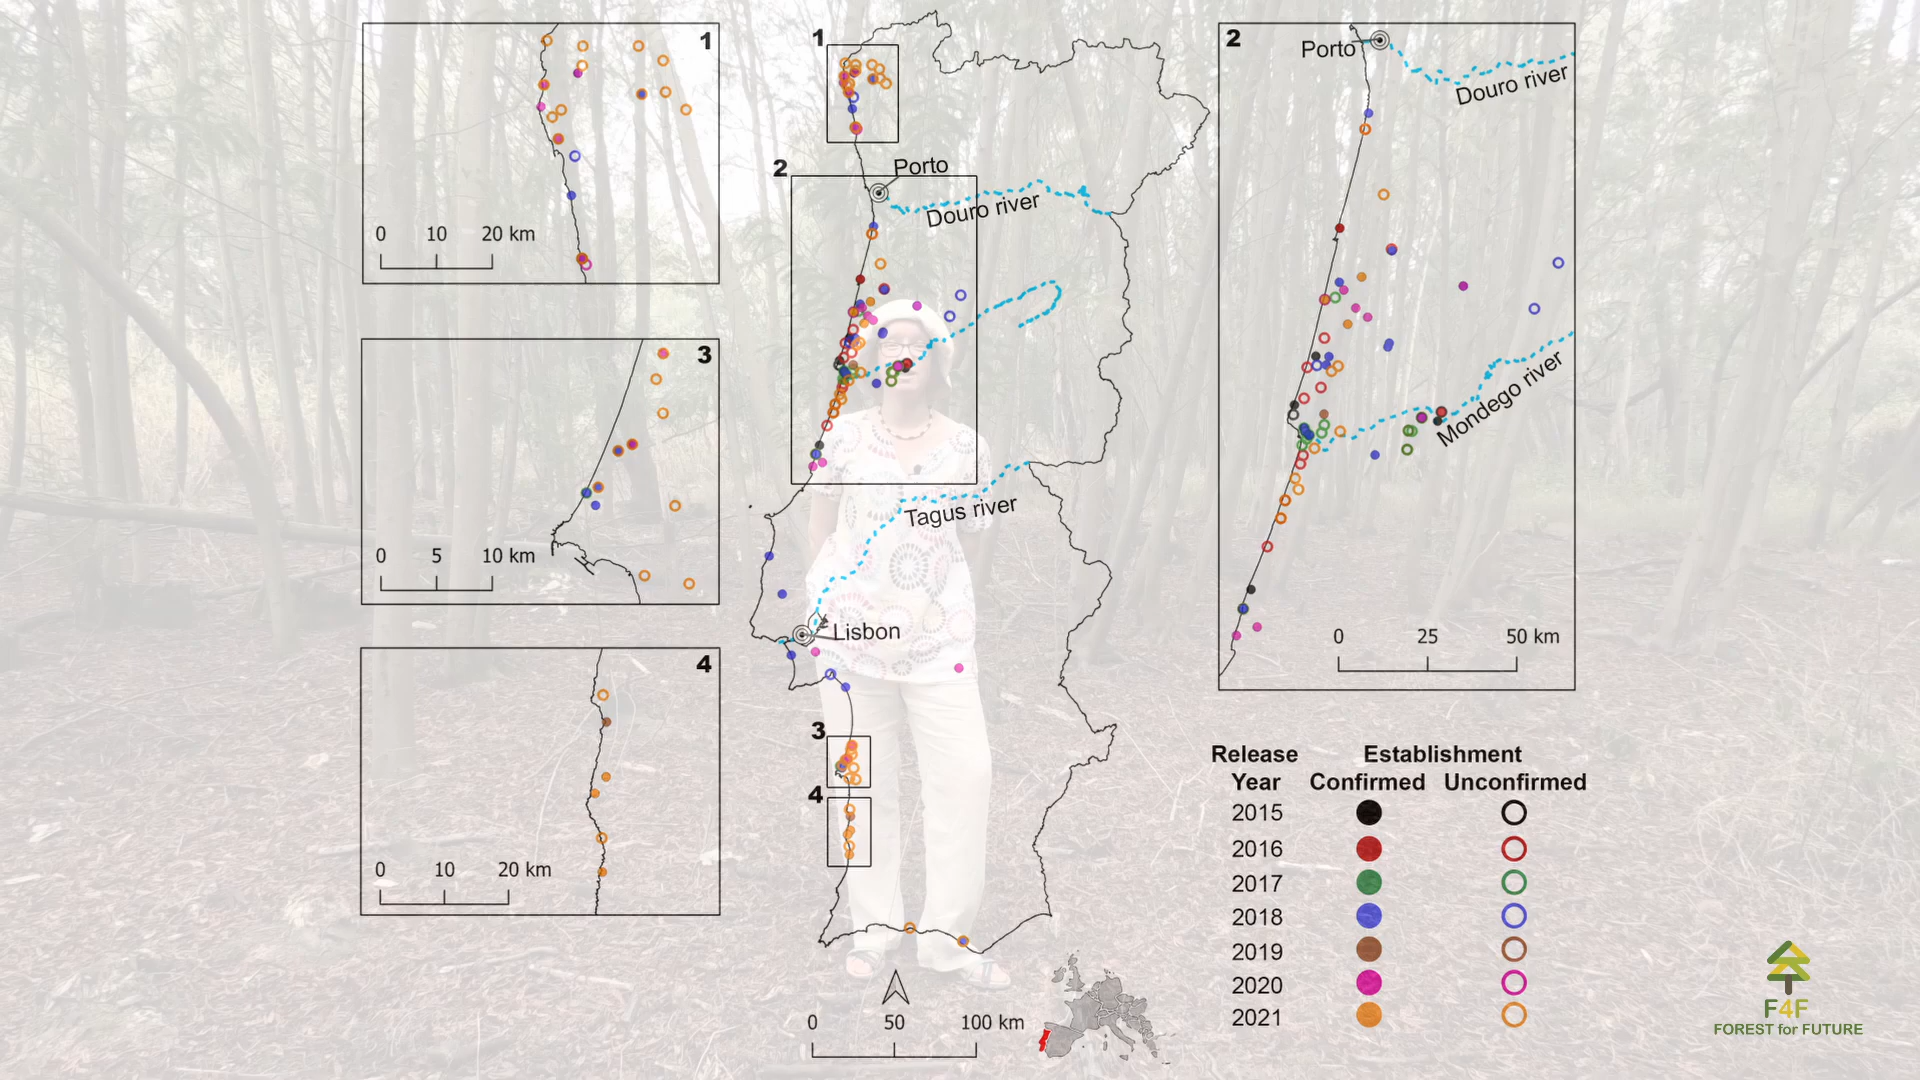 1
0 10 20 km
3
0 5 10 km
4
0 10 20 km
1
Porto
2
Douro river
Tagus river
Lisbon
3
4
0 50 100 km
2
Porto
Douro river
Mondego river
0 25 50 km
Release Establishment
Year Confirmed Unconfirmed
2015
2016
2017
2018
2019
2020
2021
F4F
FOREST for FUTURE